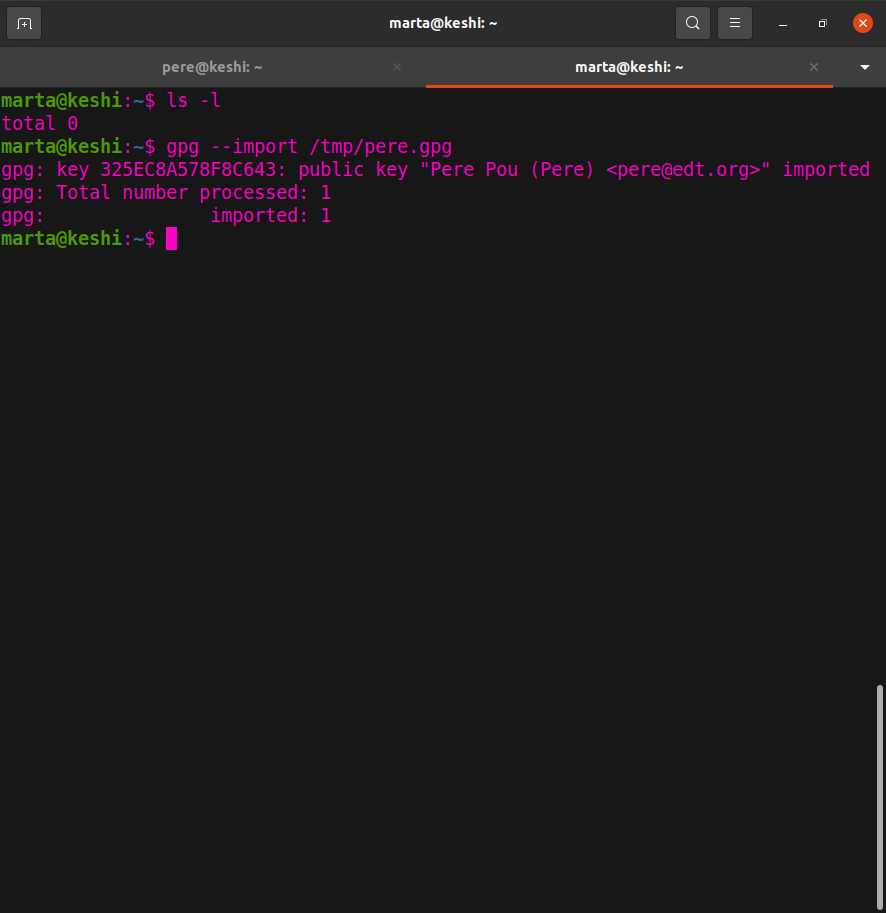 marta@keshi: ~
pere@keshi: ~
marta@keshi: ~
marta@keshi:~$ ls -l
total 0
marta@keshi:~$ gpg --import /tmp/pere.gpg
gpg: key 325EC8A578F8C643: public key "Pere Pou (Pere) <pere@edt.org>" imported
gpg: Total number processed: 1
gpg:               imported: 1
marta@keshi:~$